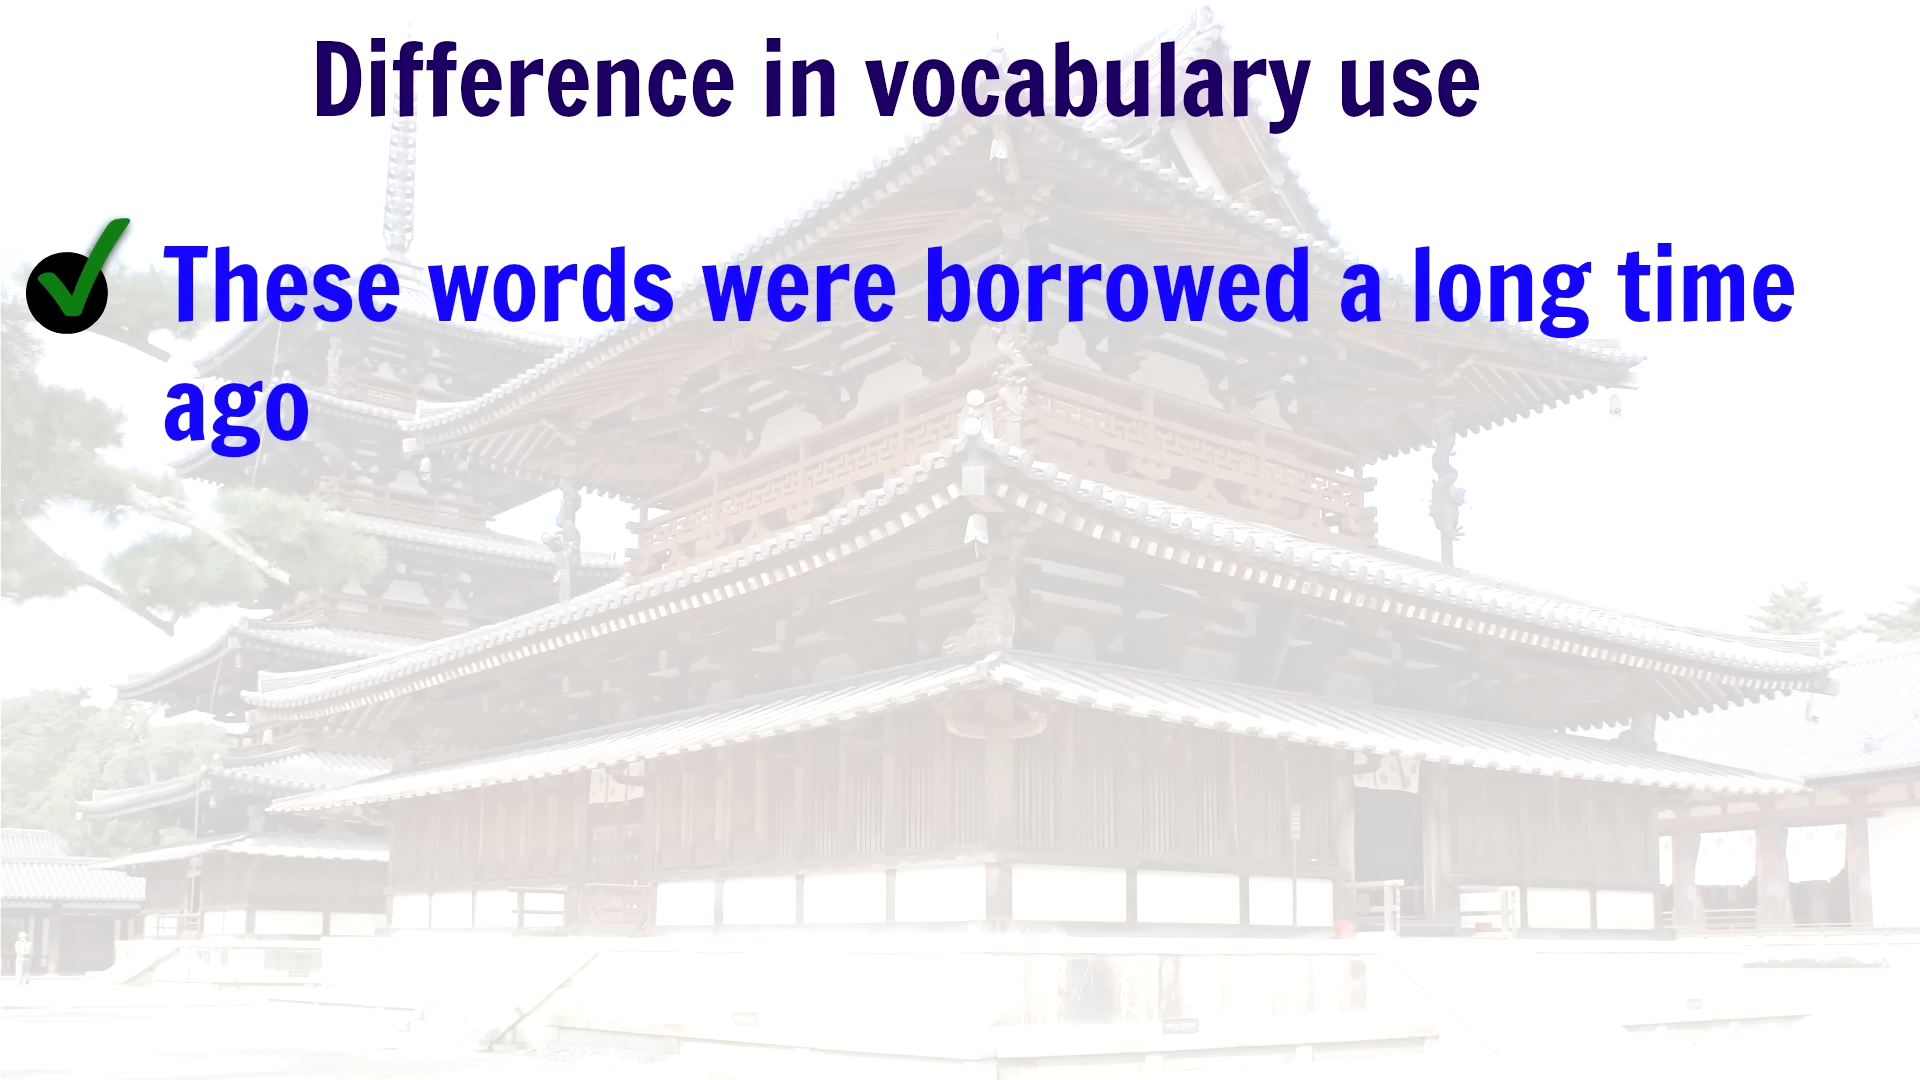 Difference in vocabulary use
These words were borrowed a long time
ago